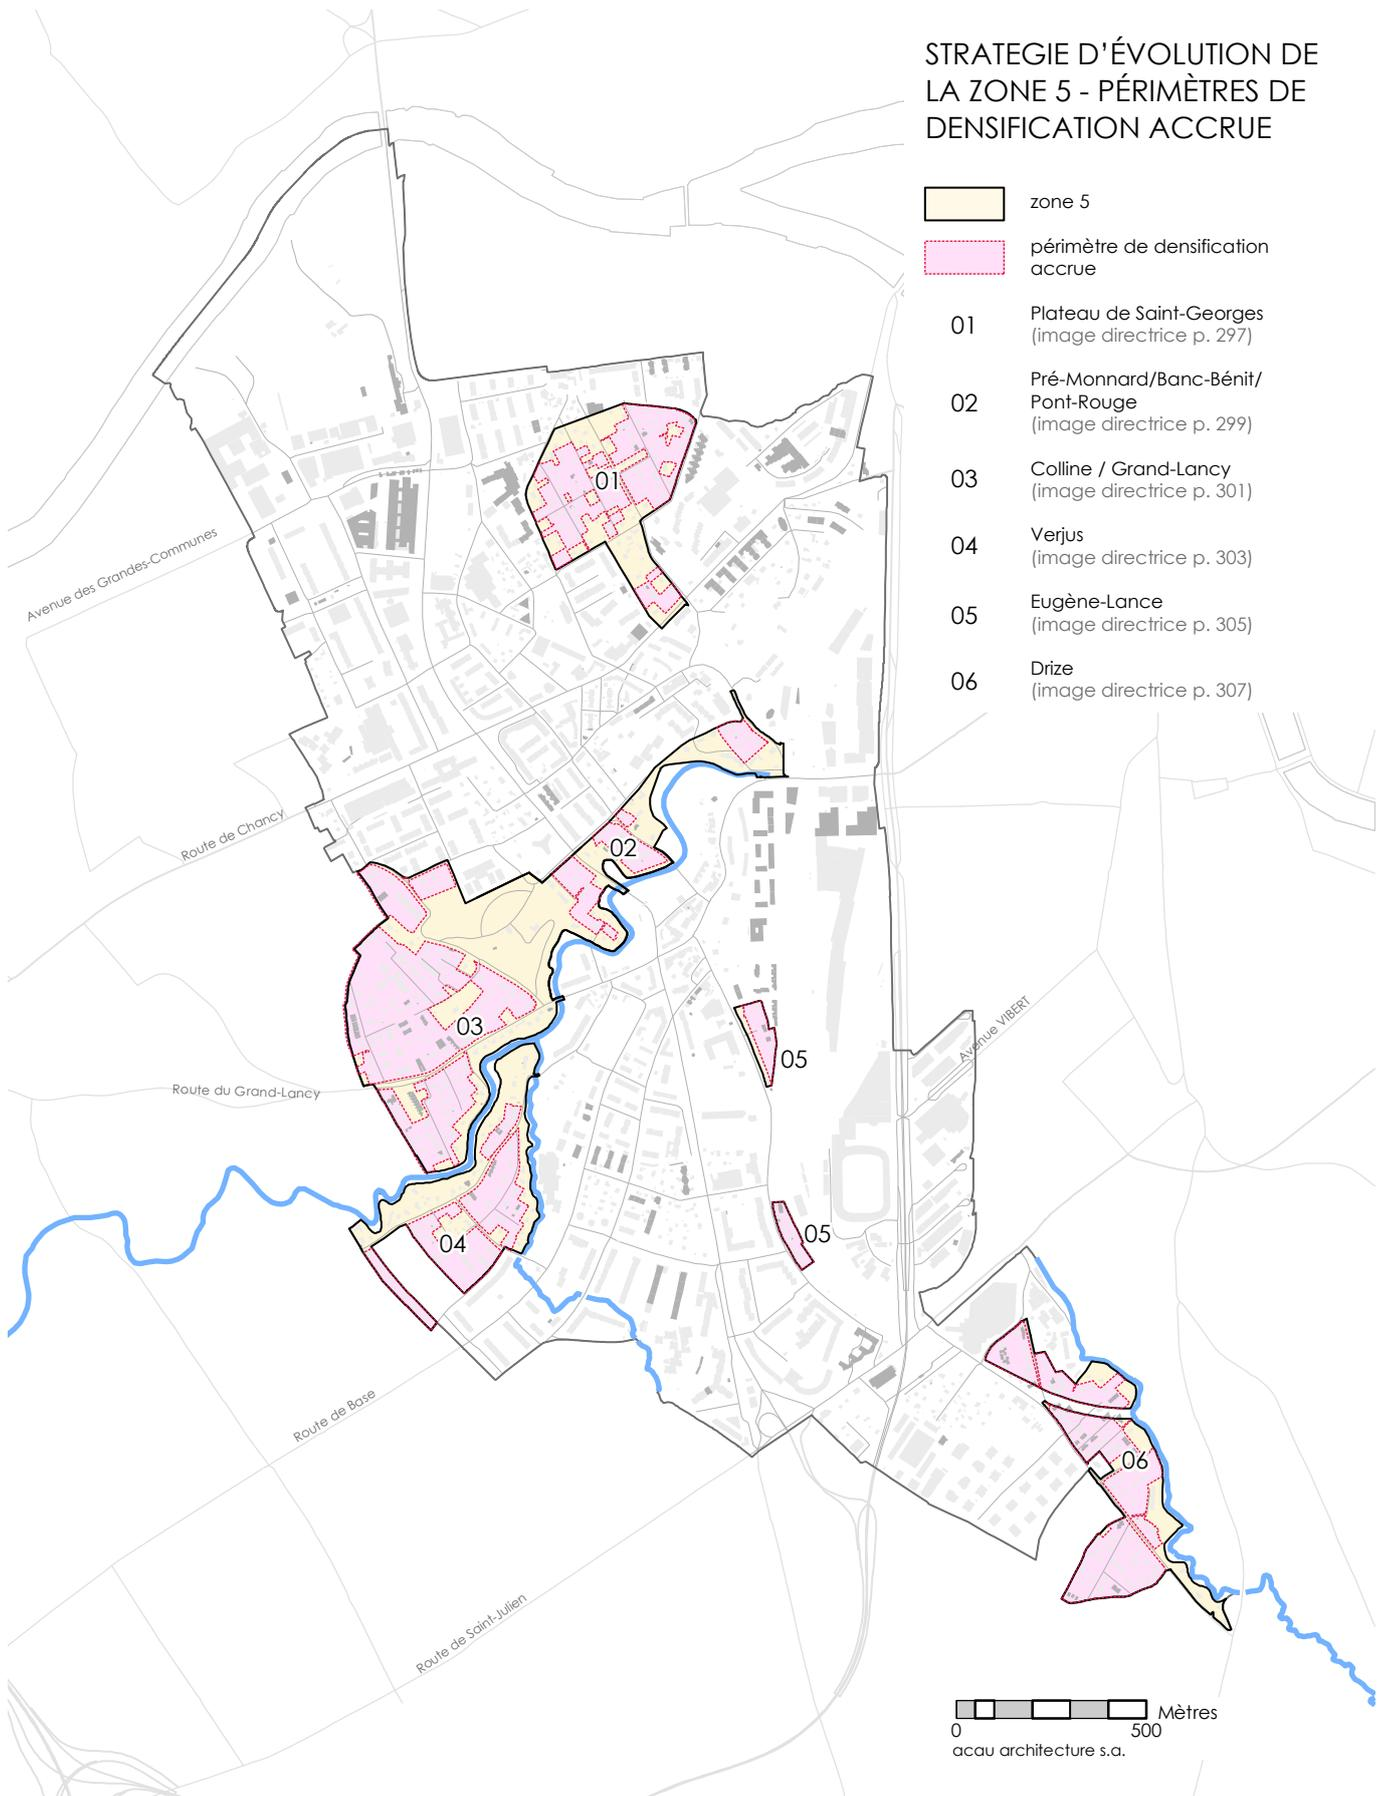 STRATEGIE D'ÉVOLUTION DE
LA ZONE 5 - PÉRIMÈTRES DE
DENSIFICATION ACCRUE
zone 5
périmètre de densification
accrue
01
Plateau de Saint-Georges
(image directrice p. 297)
02
Pré-Monnard/Banc-Bénit/
Pont-Rouge
(image directrice p. 299)
03
Colline / Grand-Lancy
(image directrice p. 301)
04
Verjus
(image directrice p. 303)
05
Eugène-Lance
(image directrice p. 305)
06
Drize
(image directrice p. 307)
01
Avenue des Grandes-Communes
Route de Chancy
02
03
05
Avenue VIBERT
Route du Grand-Lancy
04
05
Route de Base
06
Route de Saint-Julien
Mètres
0
500
acau architecture s.a.